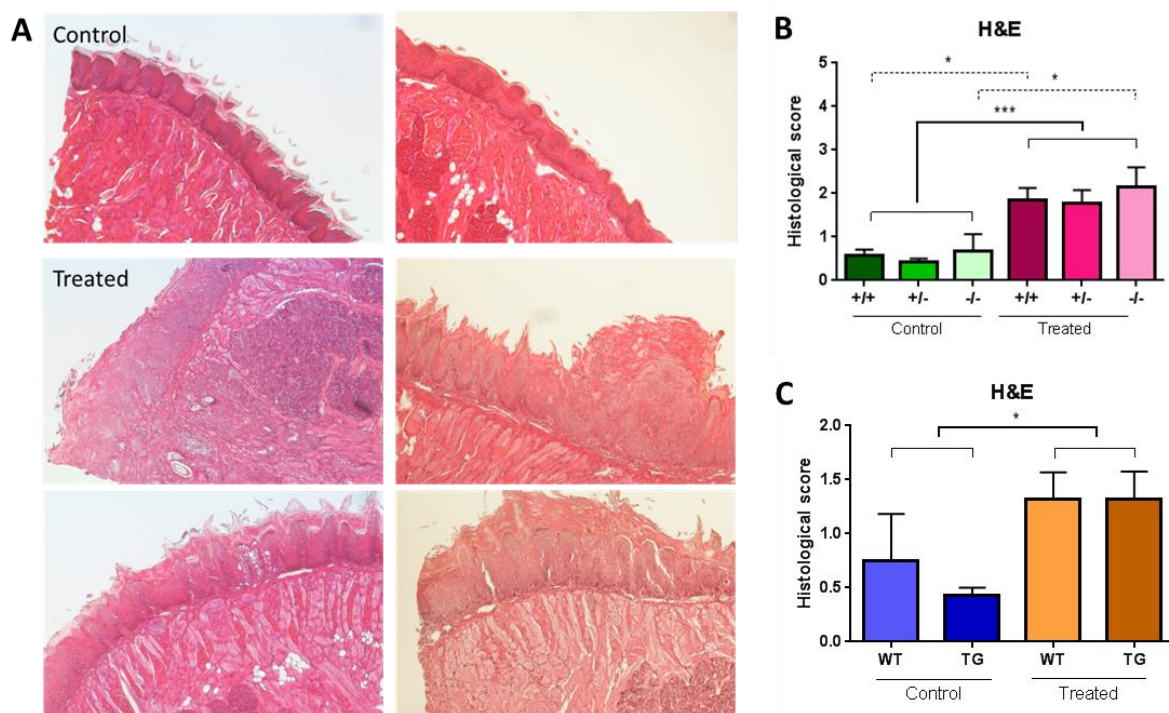 A
Control
Treated
B
H&E
Histological score
5
4
3
2
1
0
*
*
***
+/+ +/- -/- +/+ +/- -/-
Control Treated
C
H&E
Histological score
2.0
1.5
1.0
0.5
0.0
*
WT TG WT TG
Control Treated